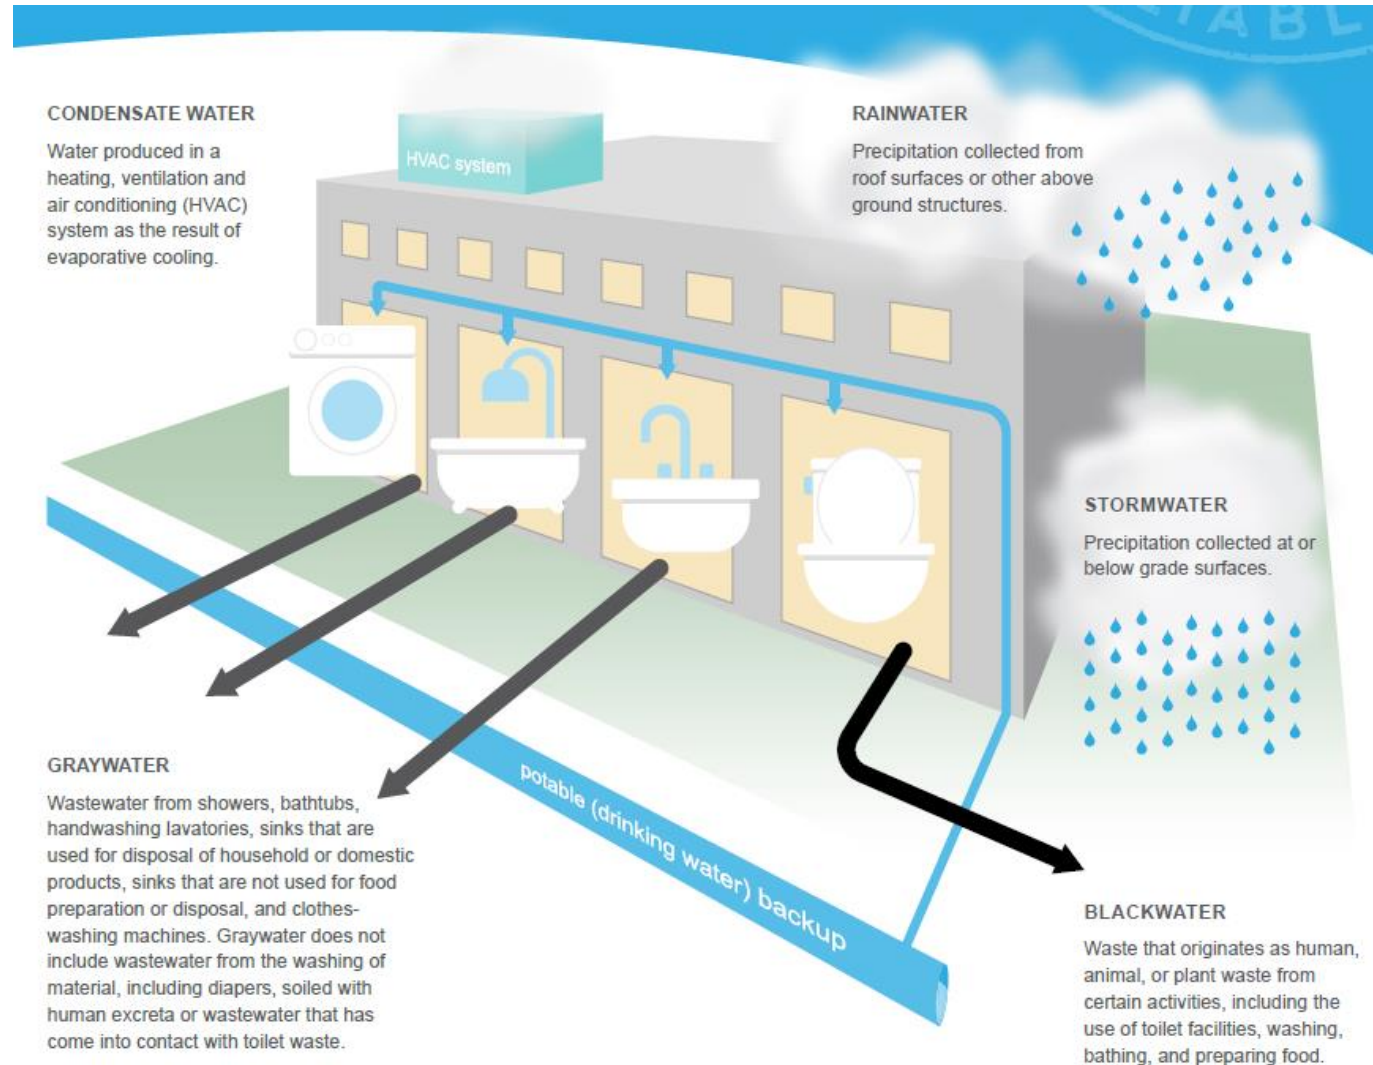 CONDENSATE WATER
Water produced in a
heating, ventilation and
air conditioning (HVAC)
system as the result of
evaporative cooling.
HVAC system
RAINWATER
Precipitation collected from
roof surfaces or other above
ground structures.
STORMWATER
Precipitation collected at or
below grade surfaces.
GRAYWATER
Wastewater from showers, bathtubs,
handwashing lavatories, sinks that are
used for disposal of household or domestic
products, sinks that are not used for food
preparation or disposal, and clothes-
washing machines. Graywater does not
include wastewater from the washing of
material, including diapers, soiled with
human excreta or wastewater that has
come into contact with toilet waste.
potable (drinking water) backup
BLACKWATER
Waste that originates as human,
animal, or plant waste from
certain activities, including the
use of toilet facilities, washing,
bathing, and preparing food.